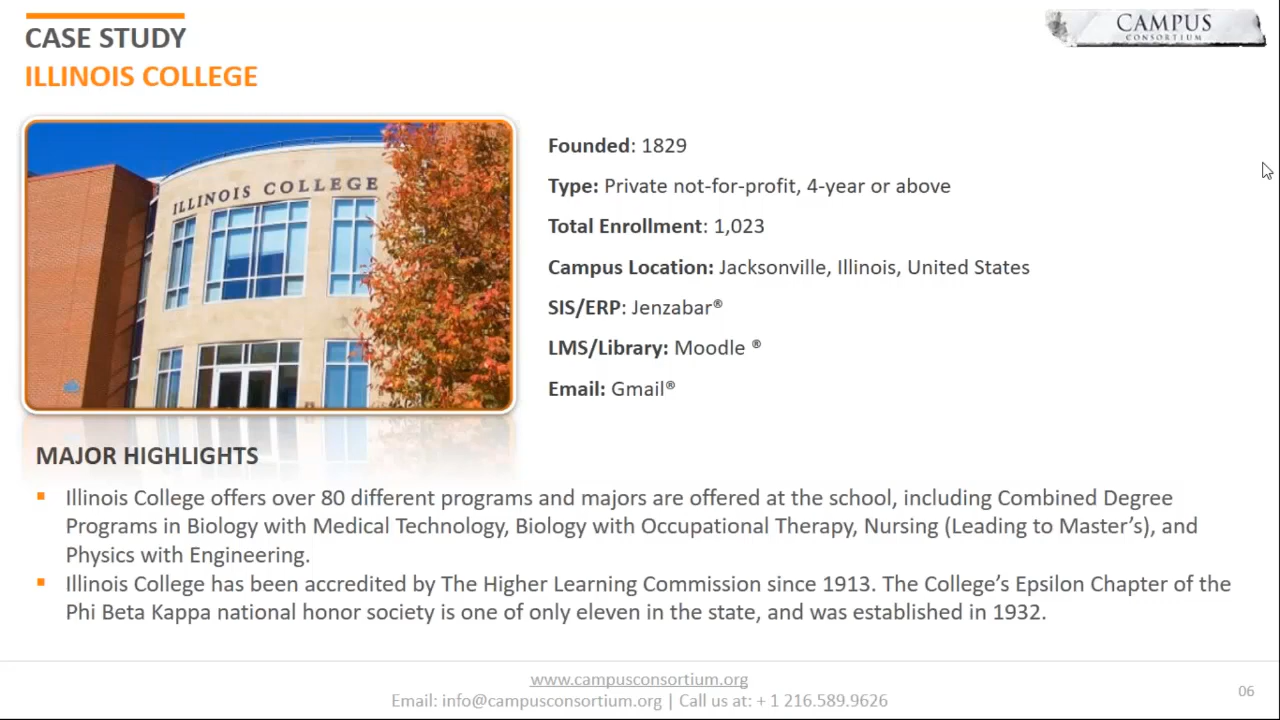 CASE STUDY
ILLINOIS COLLEGE
CAMPUS
CONSORTIUM
ILLINOIS COLLEGE
Founded: 1829
Type: Private not-for-profit, 4-year or above
Total Enrollment: 1,023
Campus Location: Jacksonville, Illinois, United States
SIS/ERP: Jenzabar®
LMS/Library: Moodle ®
Email: Gmail®
MAJOR HIGHLIGHTS
Illinois College offers over 80 different programs and majors are offered at the school, including Combined Degree
Programs in Biology with Medical Technology, Biology with Occupational Therapy, Nursing (Leading to Master's), and
Physics with Engineering.
Illinois College has been accredited by The Higher Learning Commission since 1913. The College's Epsilon Chapter of the
Phi Beta Kappa national honor society is one of only eleven in the state, and was established in 1932.
www.campusconsortium.org
Email: info@campusconsortium.org | Call us at: + 1 216.589.9626
06